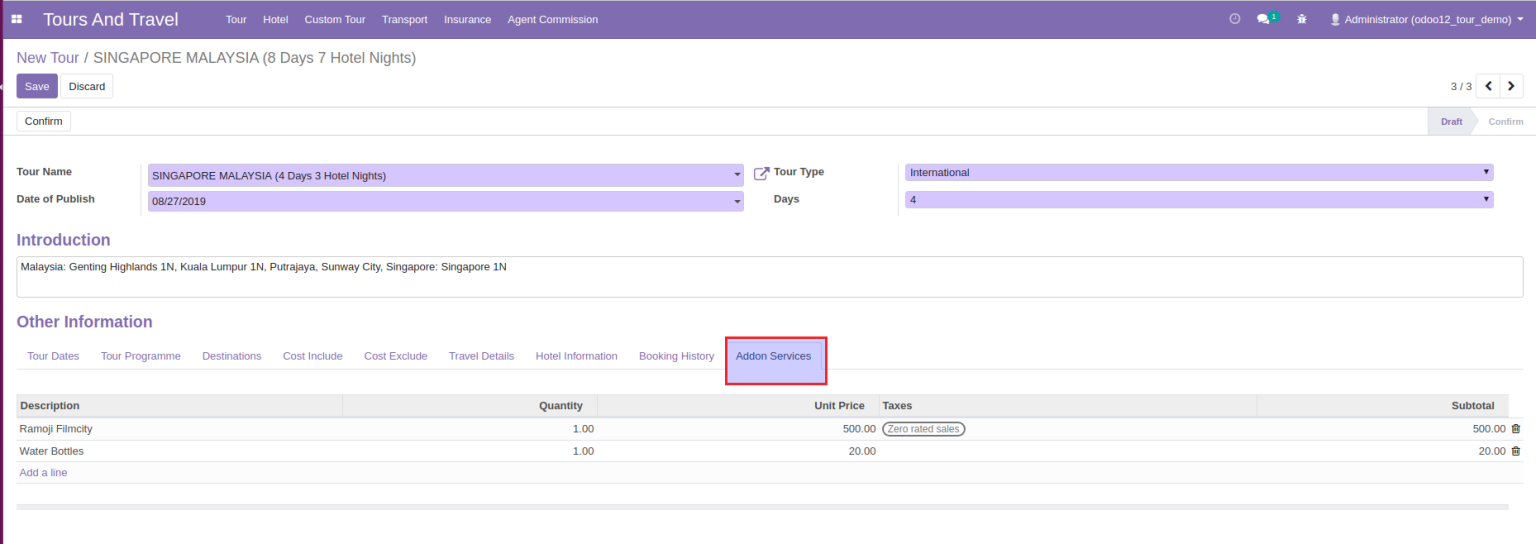 Tours And Travel Tour Hotel Custom Tour Transport Insurance Agent Commission 1 Administrator (odoo12_tour_demo)
New Tour / SINGAPORE MALAYSIA (8 Days 7 Hotel Nights)
Save Discard 3 / 3
Confirm Draft Confirm
Tour Name SINGAPORE MALAYSIA (4 Days 3 Hotel Nights) Tour Type International
Date of Publish 08/27/2019 Days 4
Introduction
Malaysia: Genting Highlands 1N, Kuala Lumpur 1N, Putrajaya, Sunway City, Singapore: Singapore 1N
Other Information
Tour Dates Tour Programme Destinations Cost Include Cost Exclude Travel Details Hotel Information Booking History Addon Services
Description Quantity Unit Price Taxes Subtotal
Ramoji Filmcity 1.00 500.00 Zero rated sales 500.00
Water Bottles 1.00 20.00 20.00
Add a line